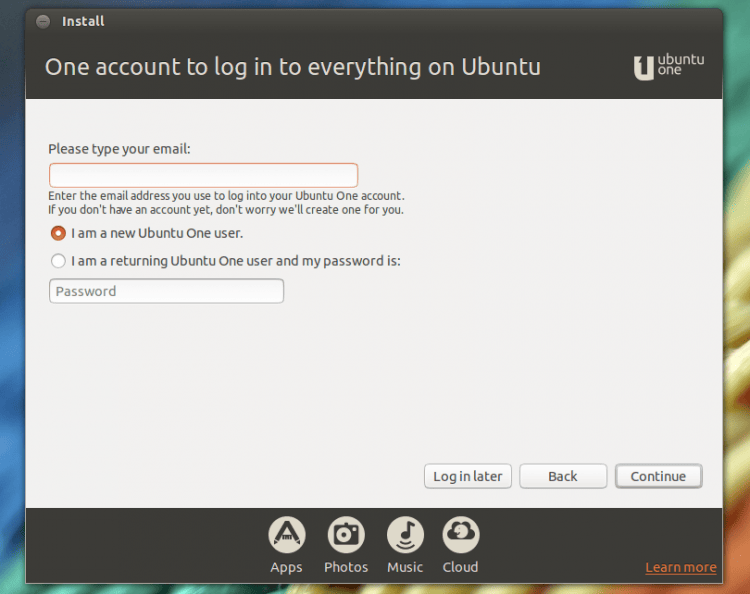 Install
One account to log in to everything on Ubuntu
ubuntu
one
Please type your email:
Enter the email address you use to log into your Ubuntu One account.
If you don't have an account yet, don't worry we'll create one for you.
I am a new Ubuntu One user.
I am a returning Ubuntu One user and my password is:
Password
Log in later Back Continue
Apps Photos Music Cloud Learn more